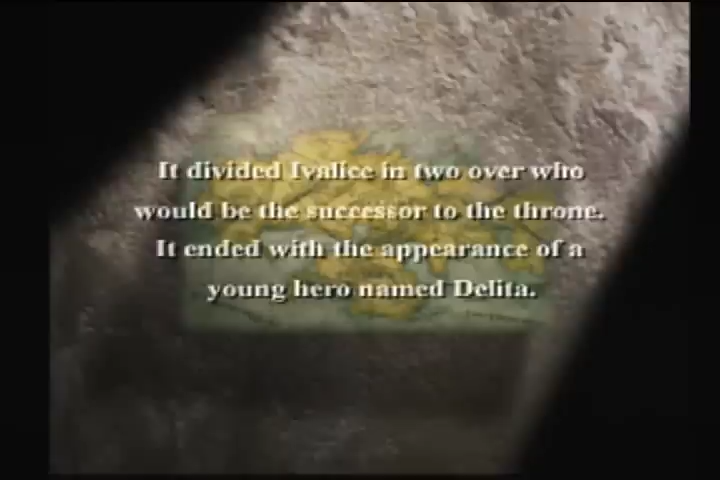 It divided Ivalice in two over who
would be the successor to the throne.
It ended with the appearance of a
young hero named Delita.